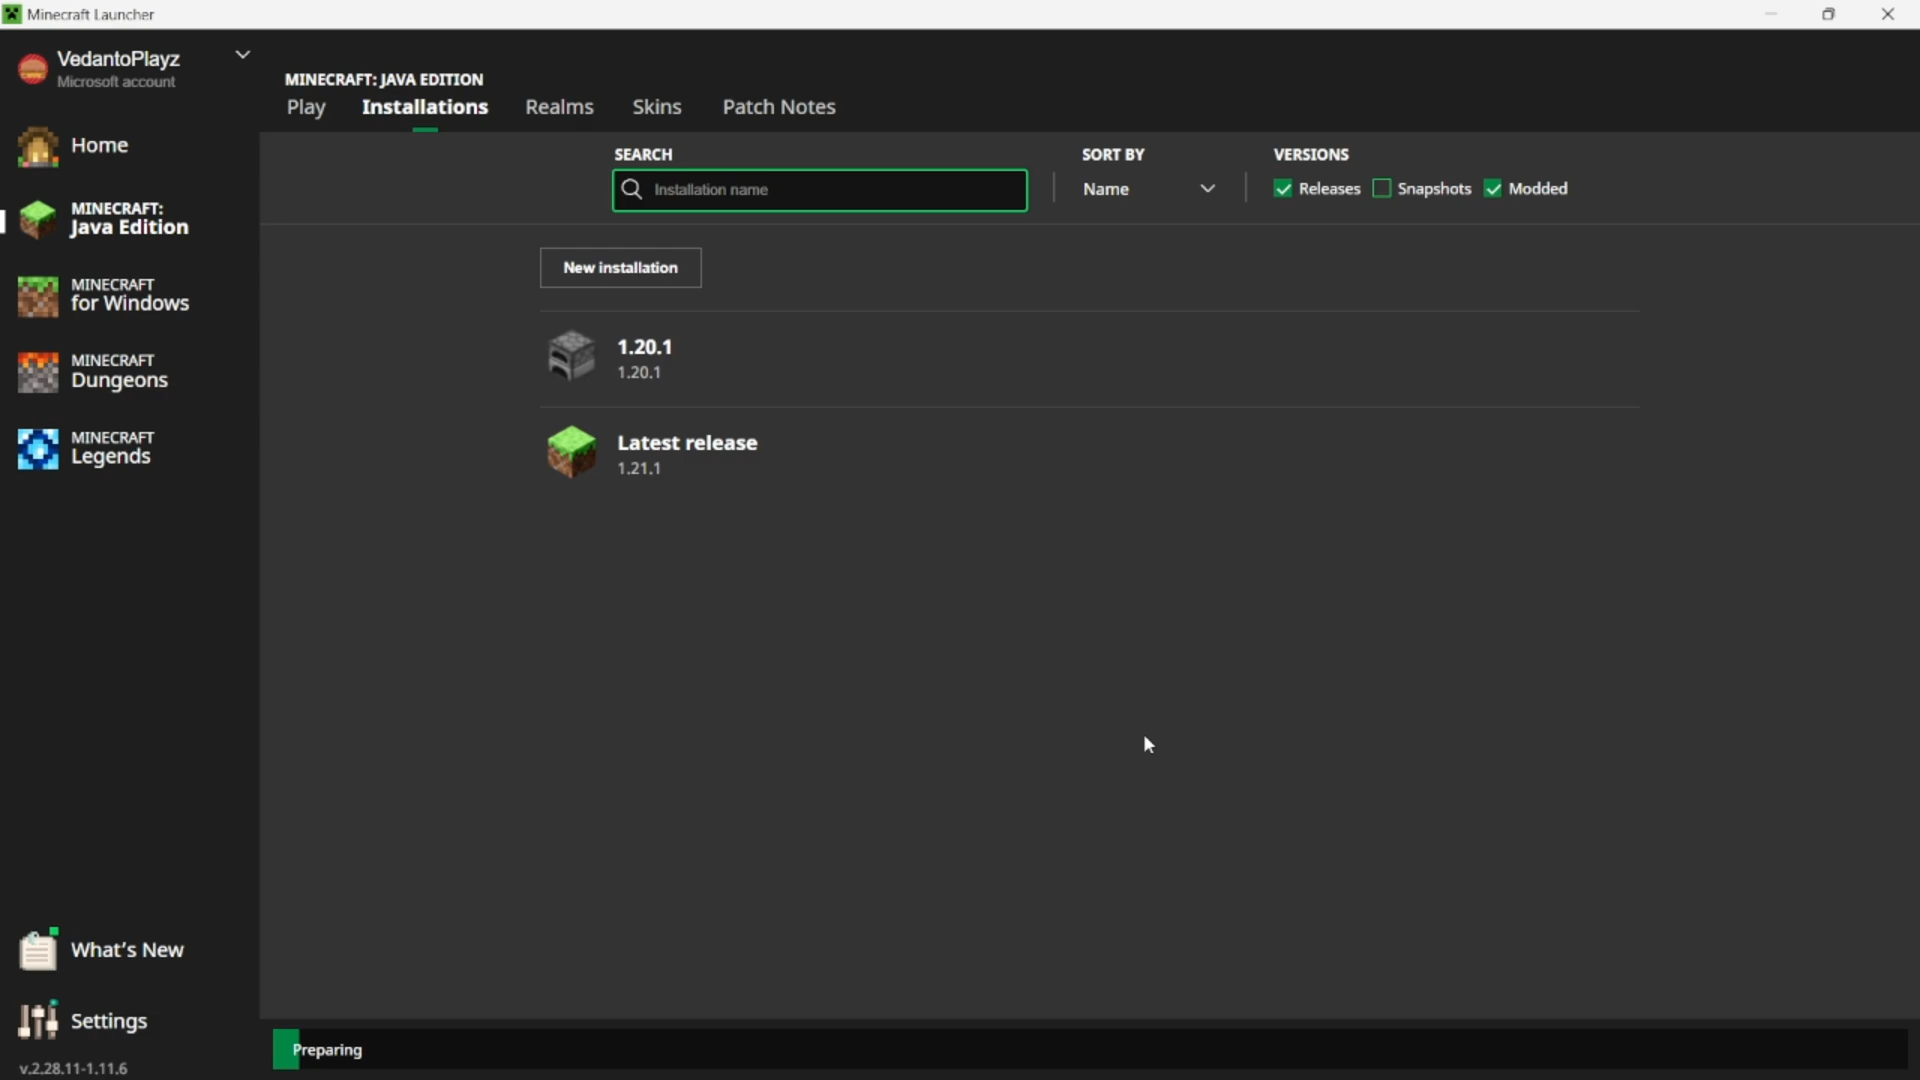 Minecraft Launcher
VedantoPlayz
Microsoft account
Home
MINECRAFT:
Java Edition
MINECRAFT
for Windows
MINECRAFT
Dungeons
MINECRAFT
Legends
What's New
Settings
v.2.28.11-1.11.6
MINECRAFT: JAVA EDITION
Play Installations Realms Skins Patch Notes
SEARCH SORT BY VERSIONS
Installation name Name Releases Snapshots Modded
New installation
1.20.1
1.20.1
Latest release
1.21.1
Preparing